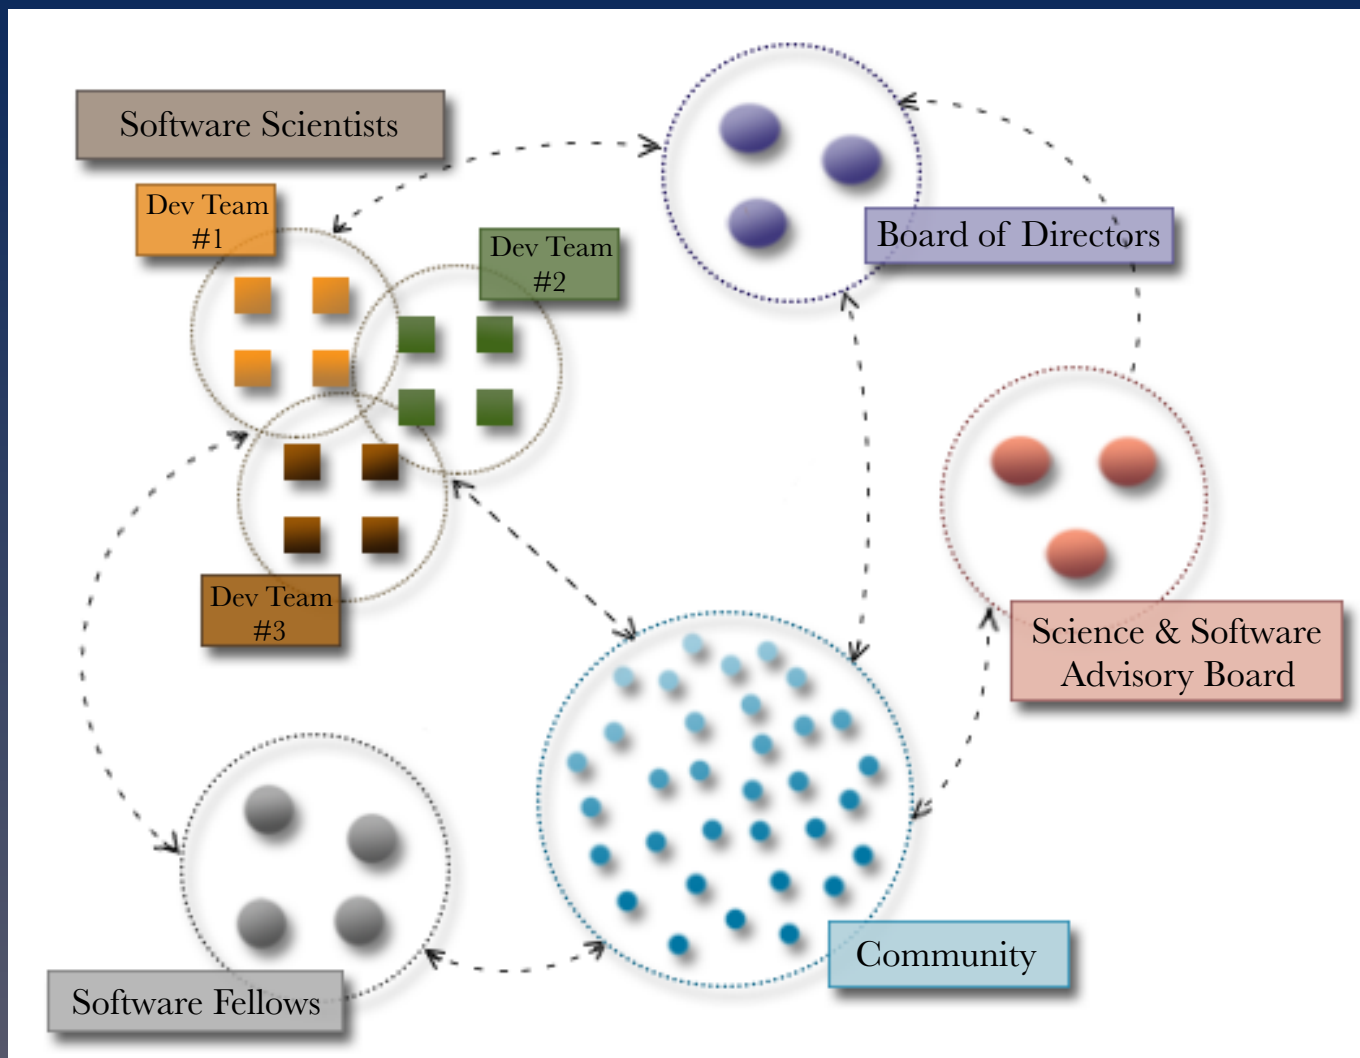 Software Scientists
Dev Team
#1
Dev Team
#2
Board of Directors
Dev Team
#3
Science & Software
Advisory Board
Community
Software Fellows